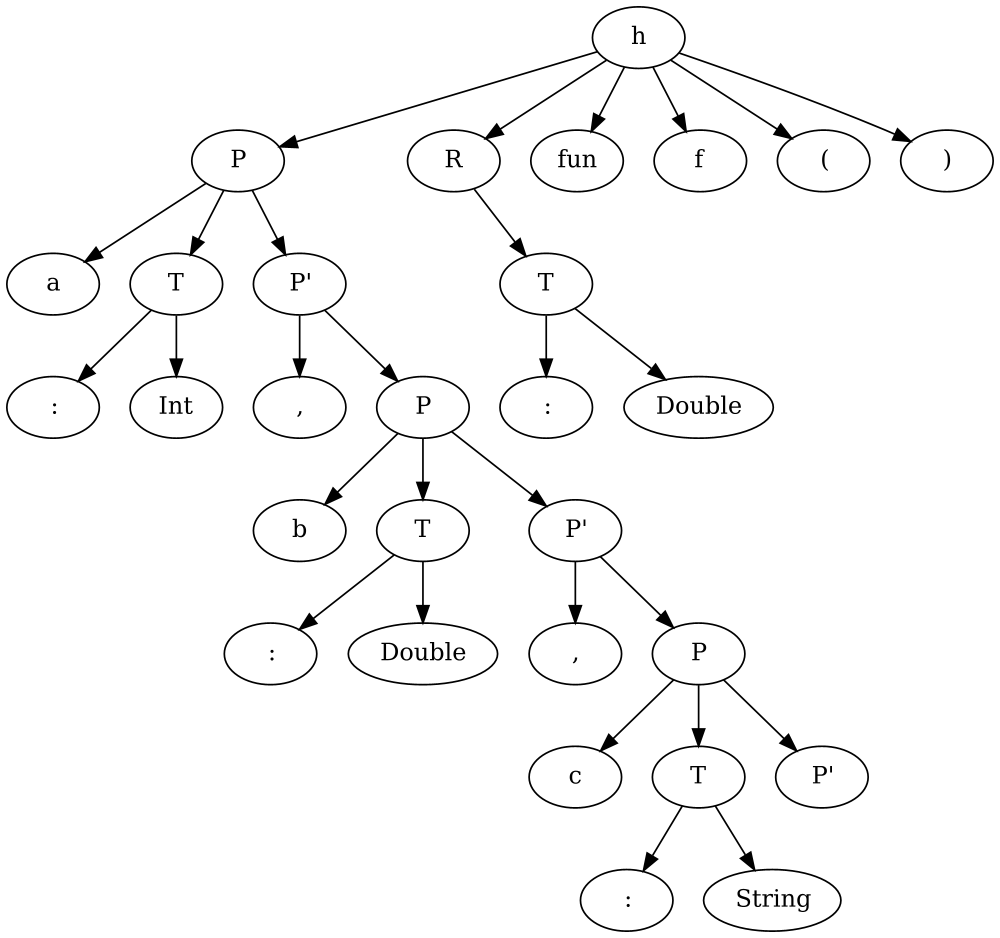 h
P R fun f ( )
a T P' T
: Int , P : Double
b T P'
: Double , P
c T P'
: String